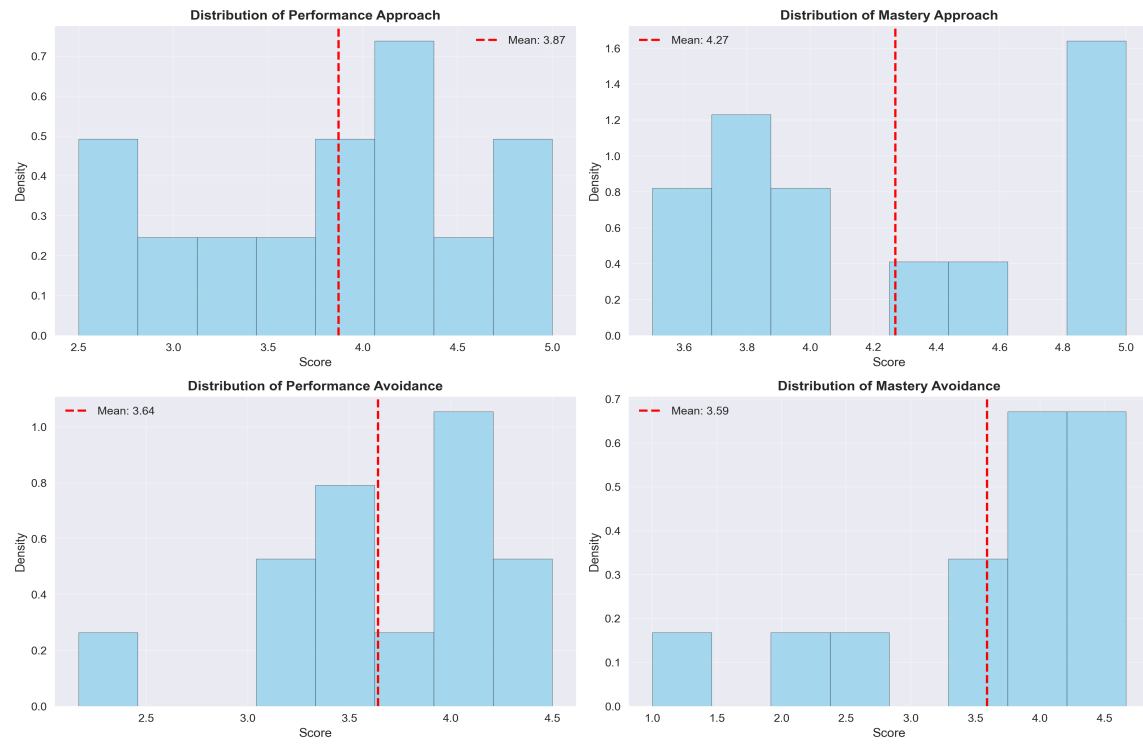 Distribution of Performance Approach
Mean: 3.87
Density
0.7
0.6
0.5
0.4
0.3
0.2
0.1
0.0
2.5 3.0 3.5 4.0 4.5 5.0
Score
Distribution of Mastery Approach
Mean: 4.27
Density
1.6
1.4
1.2
1.0
0.8
0.6
0.4
0.2
0.0
3.6 3.8 4.0 4.2 4.4 4.6 4.8 5.0
Score
Distribution of Performance Avoidance
Mean: 3.64
Density
1.0
0.8
0.6
0.4
0.2
0.0
2.5 3.0 3.5 4.0 4.5
Score
Distribution of Mastery Avoidance
Mean: 3.59
Density
0.7
0.6
0.5
0.4
0.3
0.2
0.1
0.0
1.0 1.5 2.0 2.5 3.0 3.5 4.0 4.5
Score